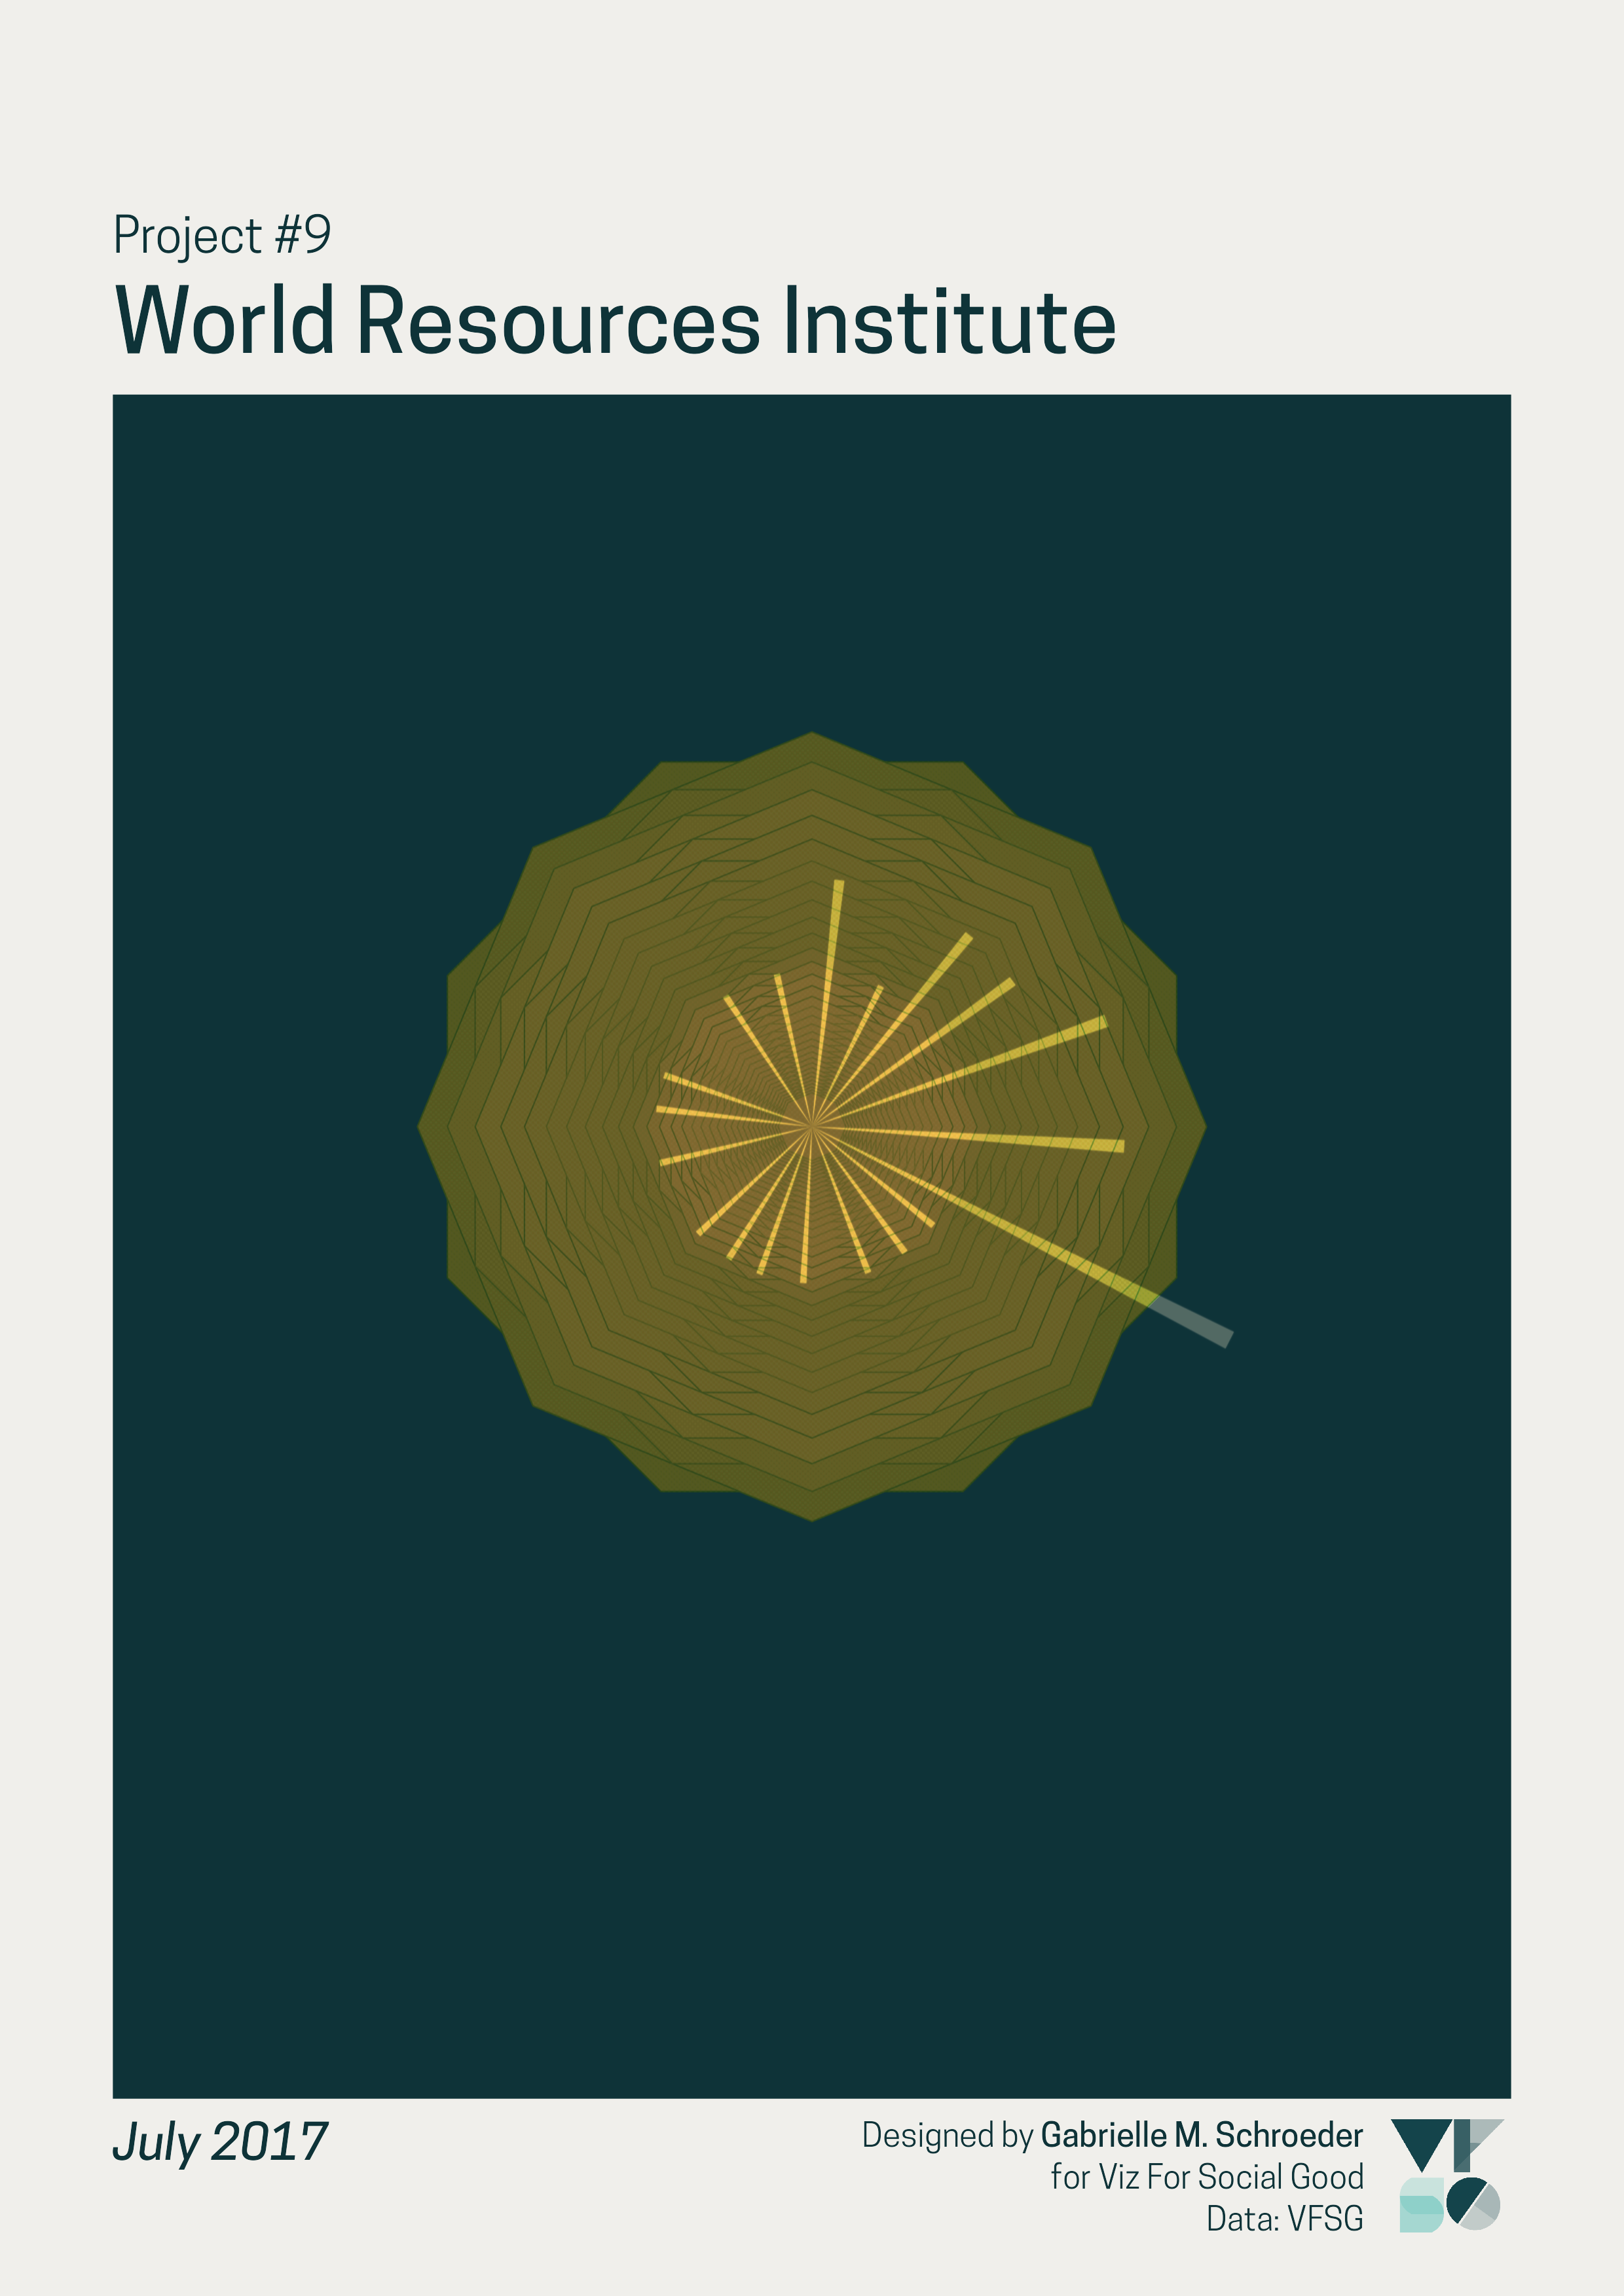 Project #9
World Resources Institute
July 2017
Designed by Gabrielle M. Schroeder
for Viz For Social Good
Data: VFSG